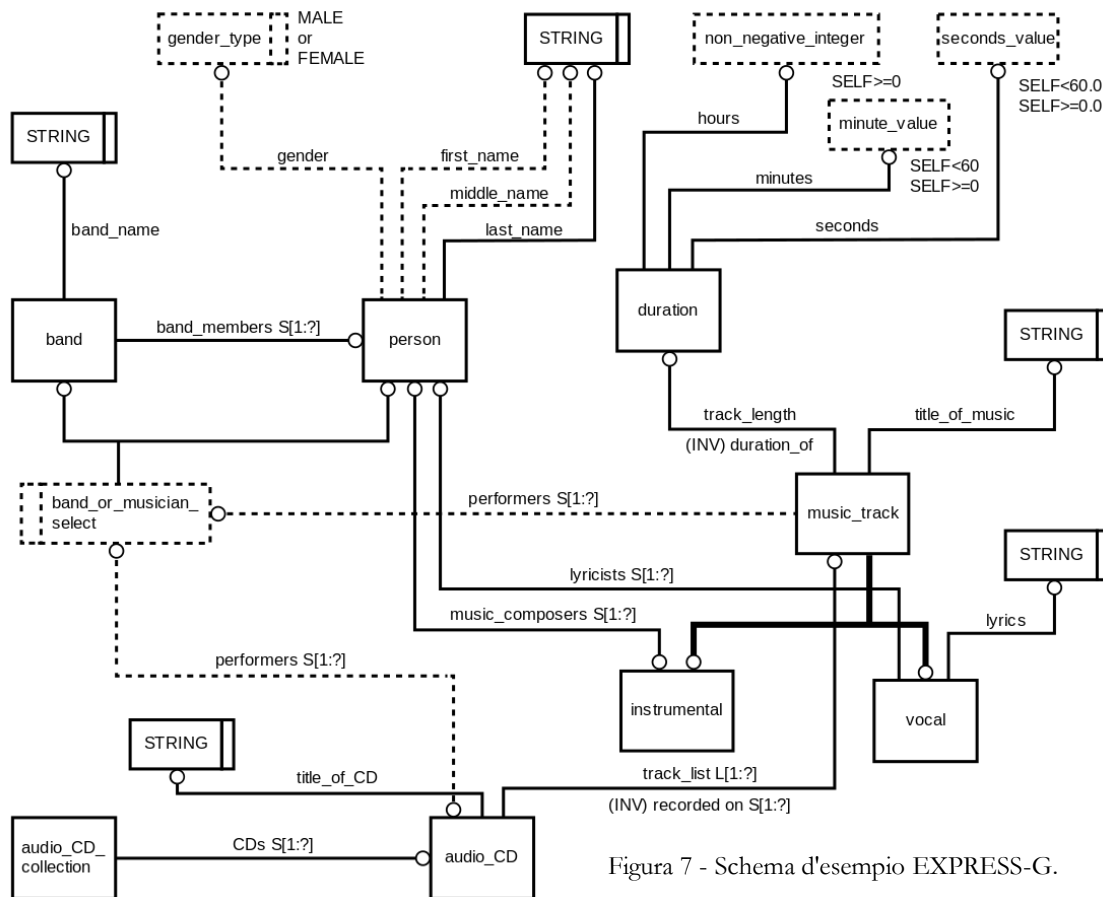 gender_type
MALE
or
FEMALE
STRING
non_negative_integer
seconds_value
SELF>=0
SELF<60.0
SELF>=0.0
STRING
hours
minute_value
gender
first_name
SELF<60
SELF>=0
middle_name
minutes
band_name
last_name
seconds
band
band_members S[1:?]
person
duration
STRING
track_length
title_of_music
(INV) duration_of
band_or_musician_
select
performers S[1:?]
music_track
lyricists S[1:?]
STRING
music_composers S[1:?]
lyrics
performers S[1:?]
instrumental
vocal
STRING
title_of_CD
track_list L[1:?]
(INV) recorded on S[1:?]
audio_CD_
collection
CDs S[1:?]
audio_CD
Figura 7 - Schema d'esempio EXPRESS-G.